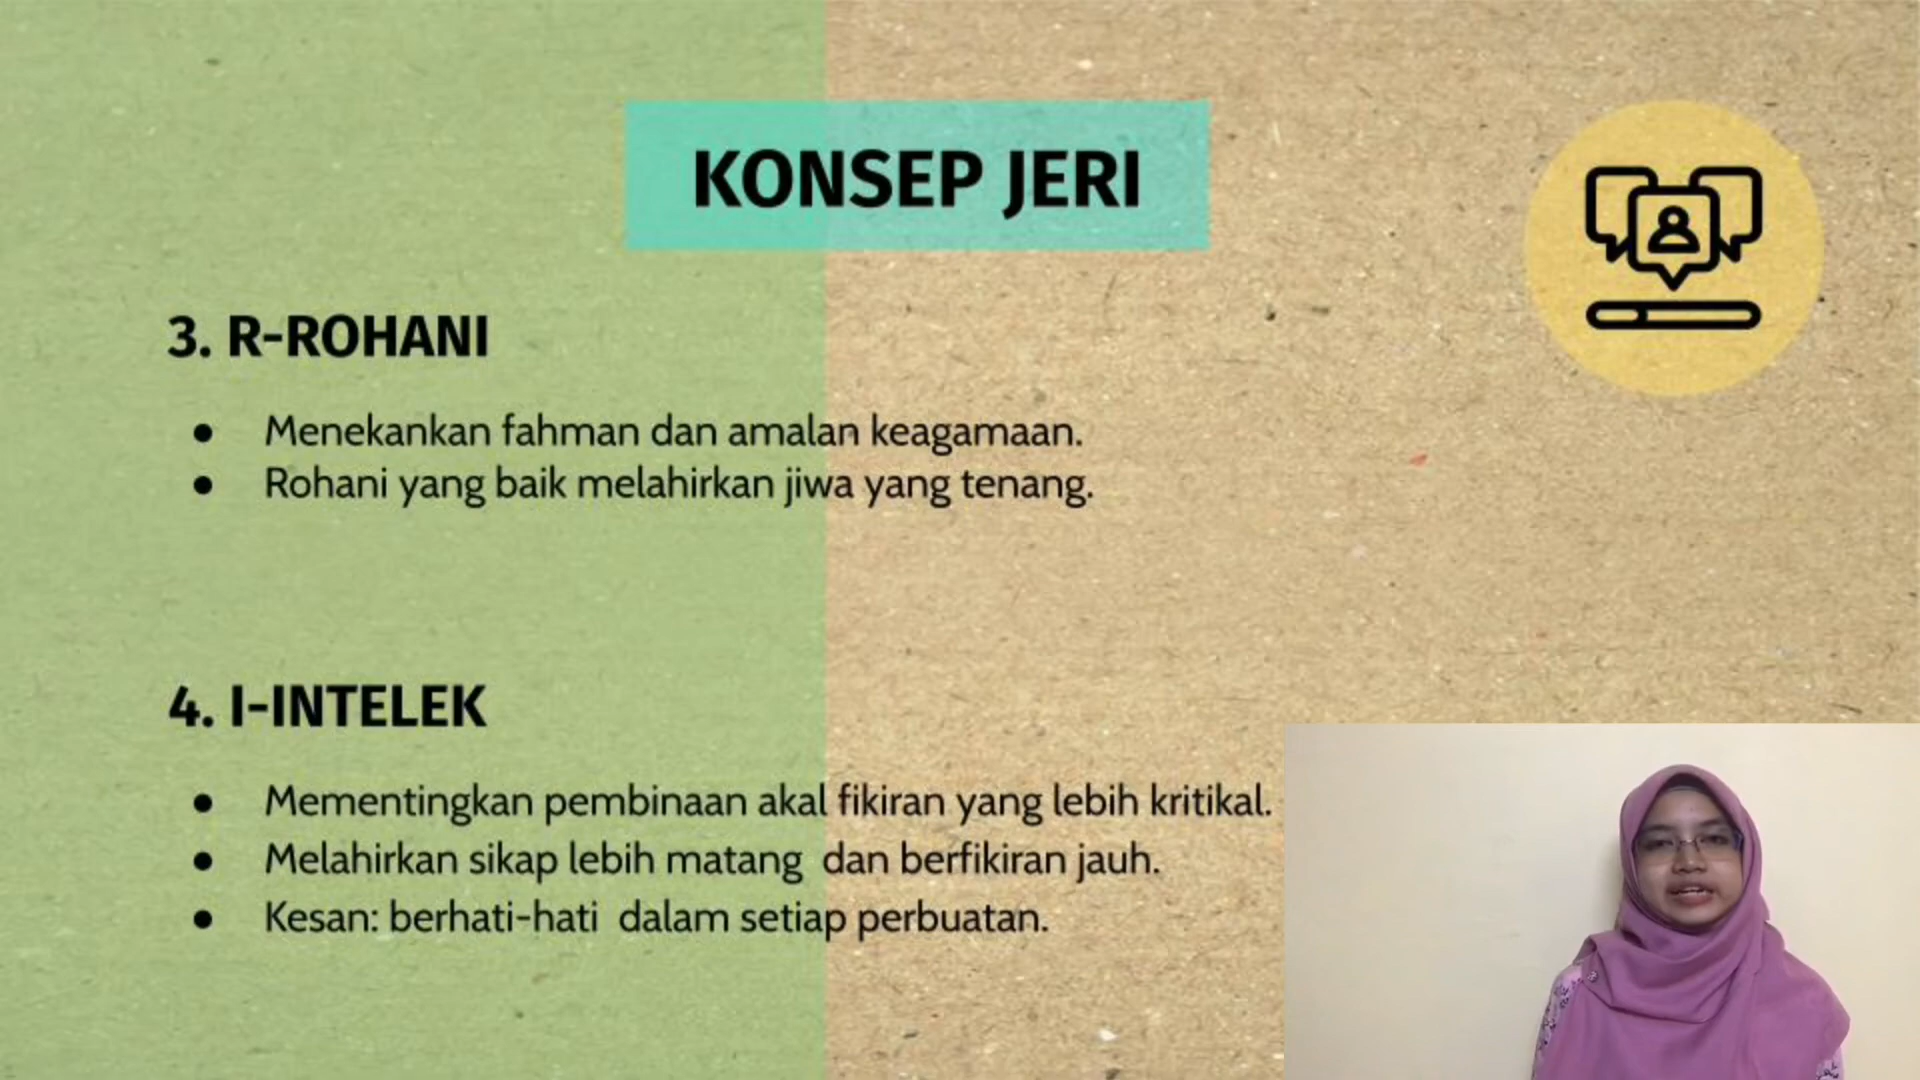 KONSEP JERI
3. R-ROHANI
● Menekankan fahman dan amalan keagamaan.
● Rohani yang baik melahirkan jiwa yang tenang.
4. I-INTELEK
● Mementingkan pembinaan akal fikiran yang lebih kritikal.
● Melahirkan sikap lebih matang dan berfikiran jauh.
● Kesan: berhati-hati dalam setiap perbuatan.